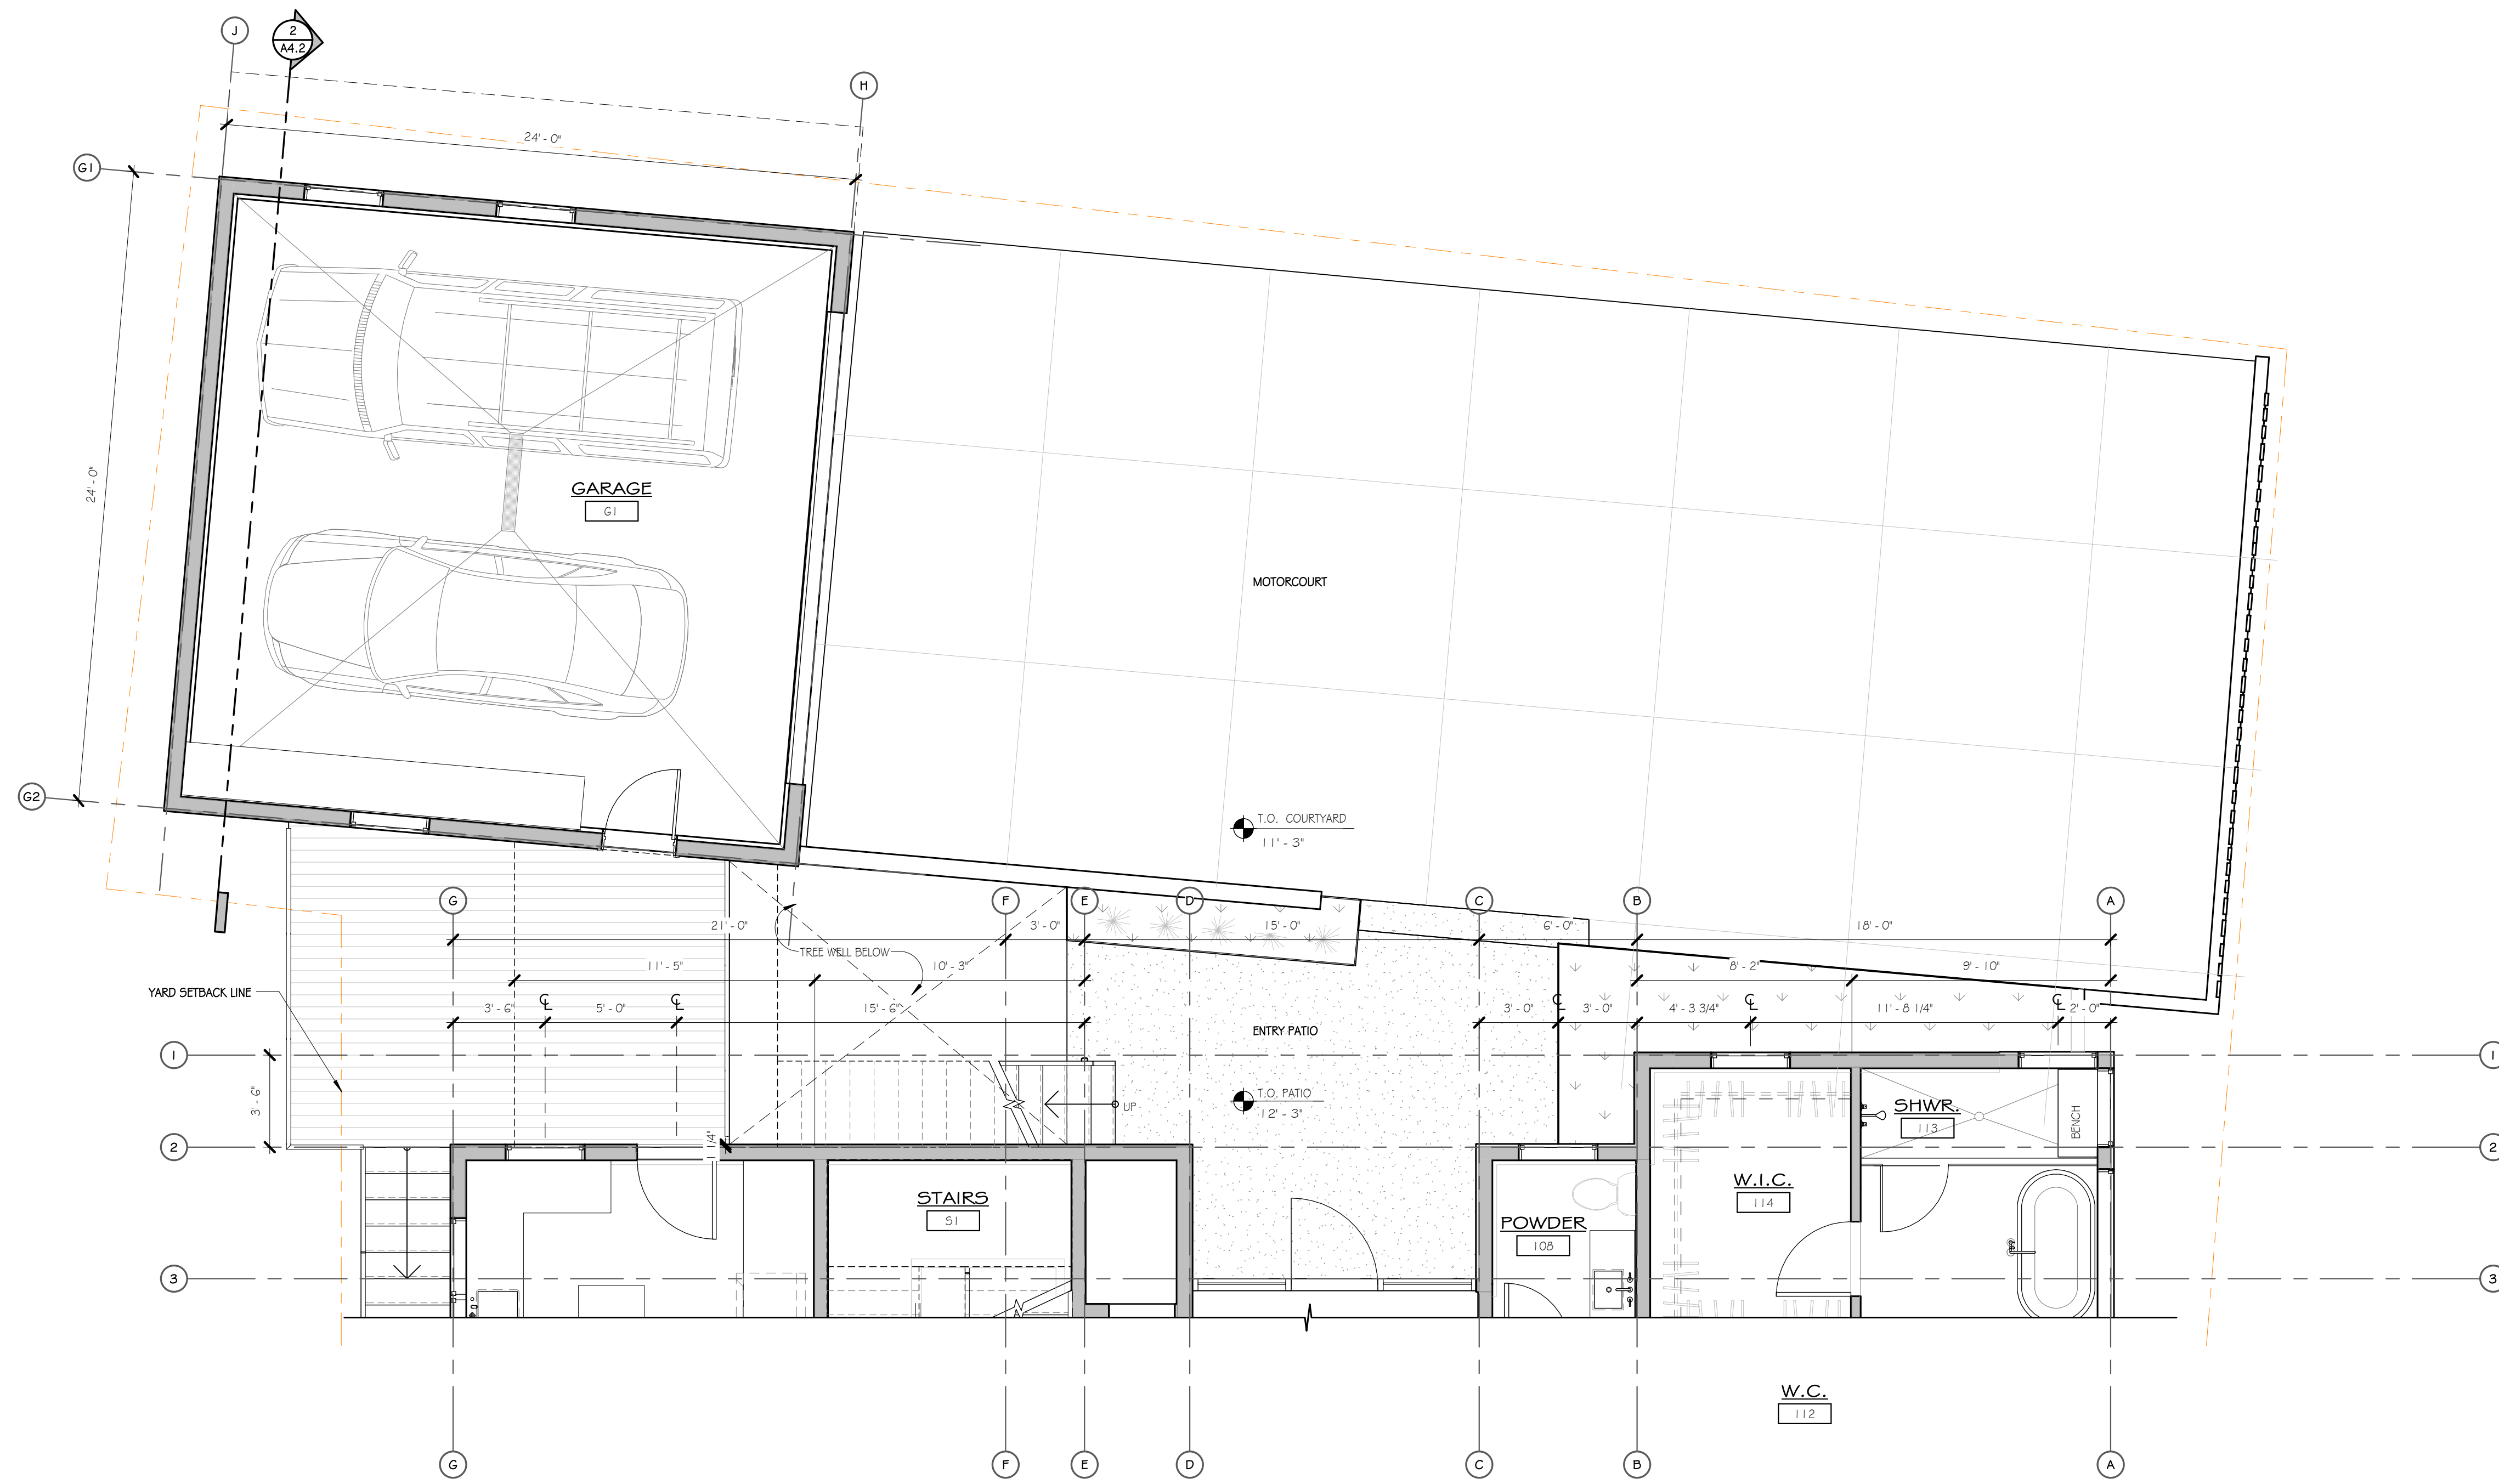 J
2
A4.2
H
24' - 0"
G1
24' - 0"
GARAGE
G1
MOTORCOURT
G2
T.O. COURTYARD
11' - 3"
G
F
E
D
C
B
A
21' - 0"
3' - 0"
15' - 0"
6' - 0"
18' - 0"
TREE WELL BELOW
11' - 5"
10' - 3"
8' - 2"
9' - 10"
YARD SETBACK LINE
3' - 6"
5' - 0"
15' - 6"
3' - 0"
3' - 0"
4' - 3 3/4"
11' - 8 1/4"
2' - 0"
ENTRY PATIO
1
1
3' - 6"
T.O. PATIO
12' - 3"
UP
SHWR.
113
BENCH
2
2
/4"
STAIRS
S1
W.I.C.
114
POWDER
108
3
3
W.C.
112
G
F
E
D
C
B
A